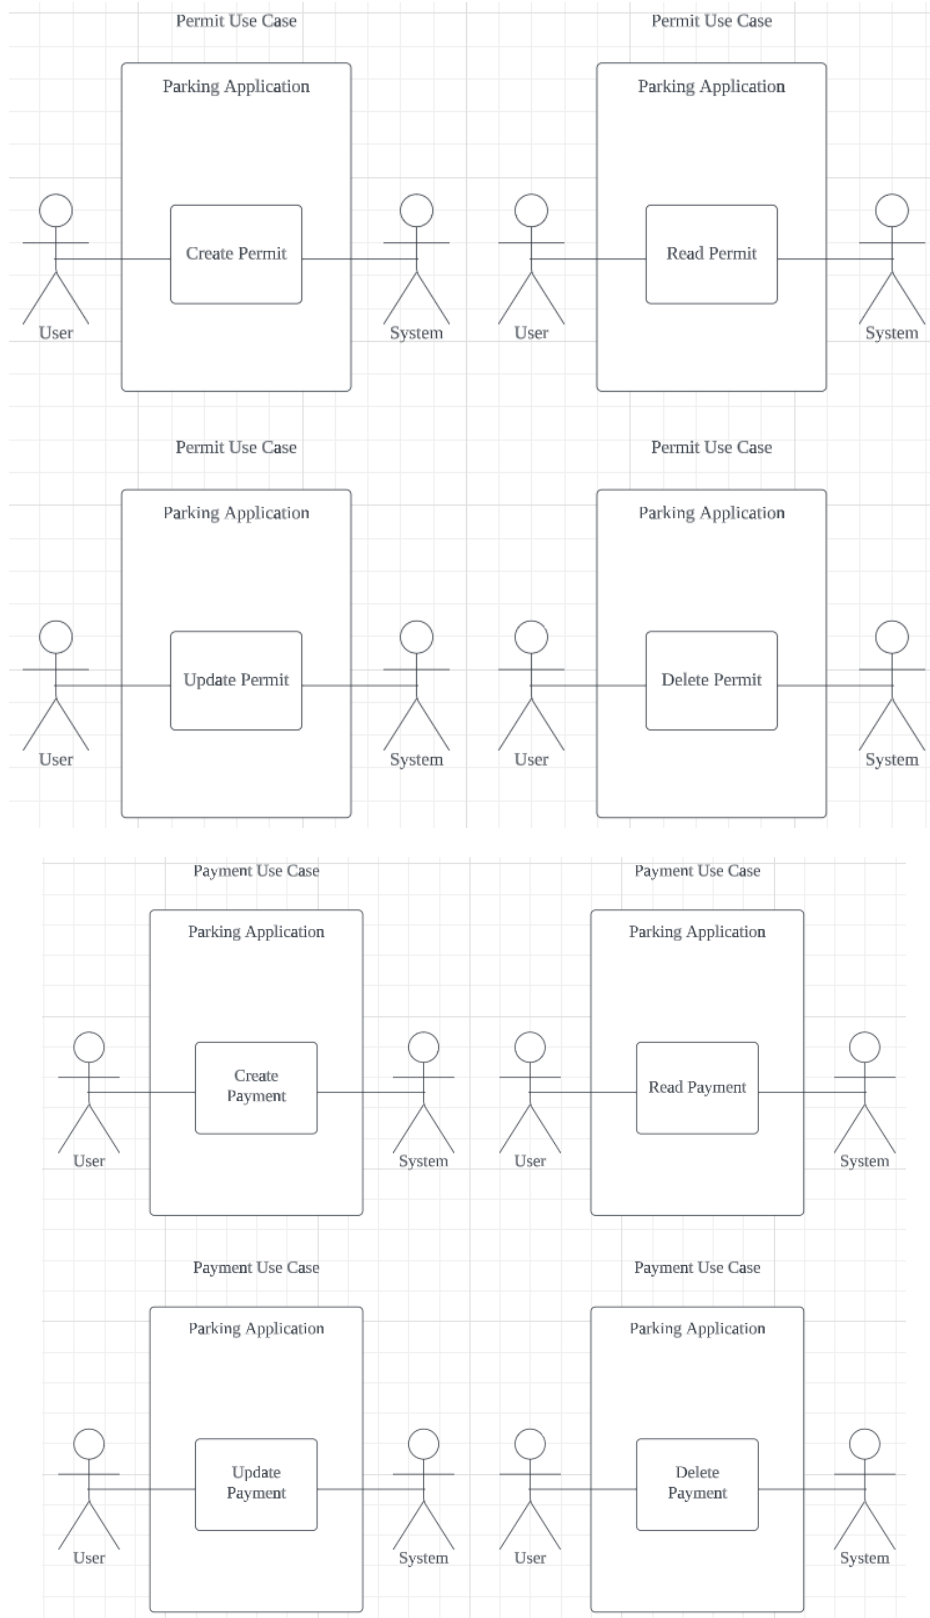 Permit Use Case
Parking Application
Create Permit
User
System
Permit Use Case
Parking Application
Read Permit
User
System
Permit Use Case
Parking Application
Update Permit
User
System
Permit Use Case
Parking Application
Delete Permit
User
System
Payment Use Case
Parking Application
Create
Payment
User
System
Payment Use Case
Parking Application
Read Payment
User
System
Payment Use Case
Parking Application
Update
Payment
User
System
Payment Use Case
Parking Application
Delete
Payment
User
System